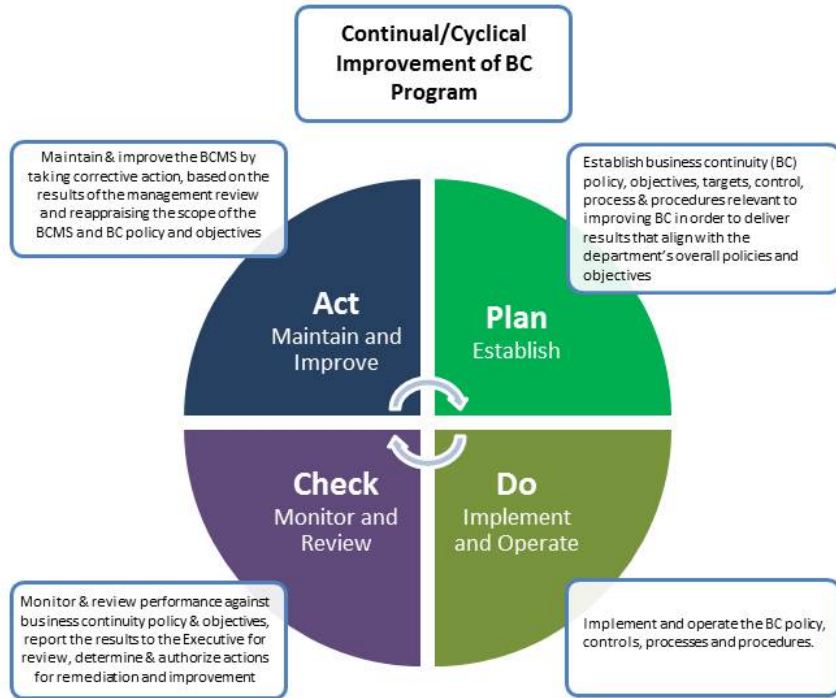 Continual/Cyclical
Improvement of BC
Program
Maintain & improve the BCMS by
taking corrective action, based on
the results of the management review
and reappraising the scope of the
BCMS and BC policy and objectives
Establish business continuity (BC)
policy, objectives, targets, control,
process & procedures relevant to
improving BC in order to deliver
results that align with the
department's overall policies and
objectives
Act
Maintain and
Improve
Plan
Establish
Check
Monitor and
Review
Do
Implement
and Operate
Monitor & review performance against
business continuity policy & objectives,
report the results to the Executive for
review, determine & authorize actions
for remediation and improvement
Implement and operate the BC policy,
controls, processes and procedures.